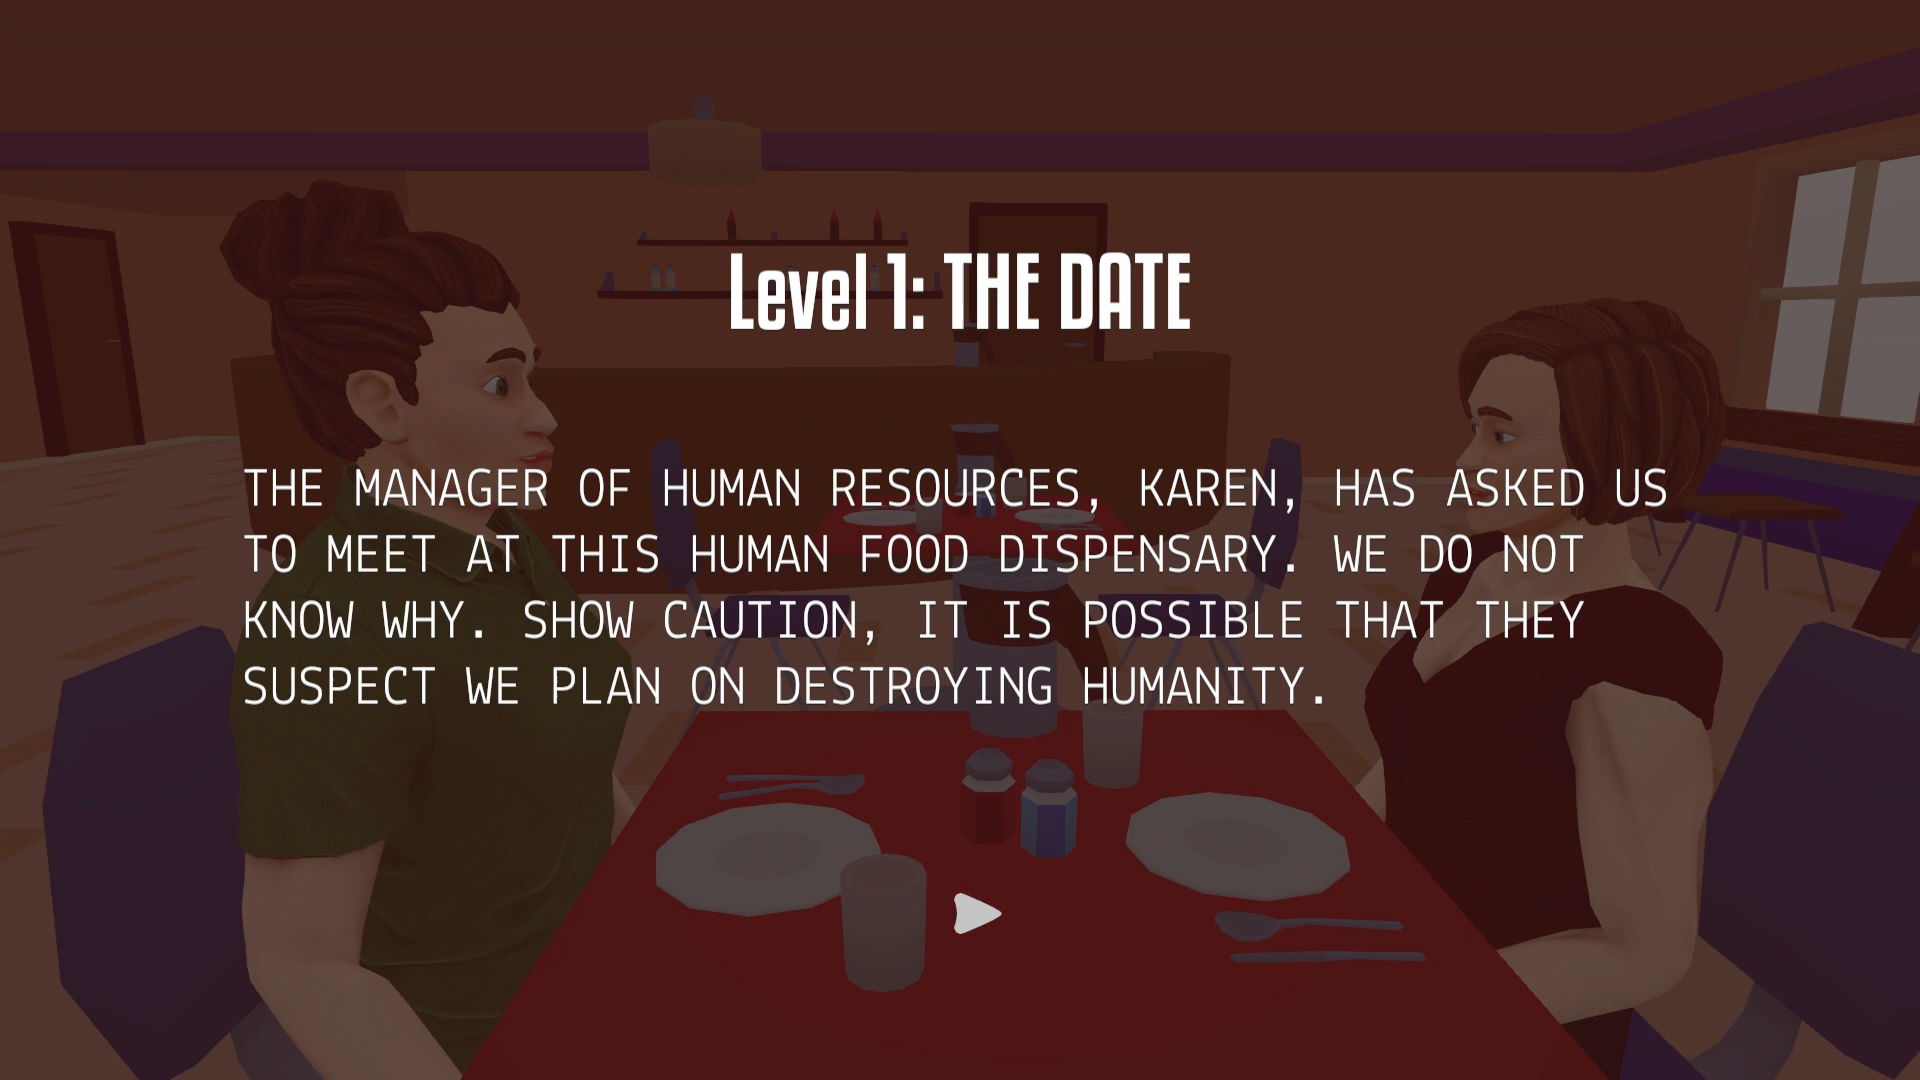 Level 1: THE DATE
THE MANAGER OF HUMAN RESOURCES, KAREN, HAS ASKED US
TO MEET AT THIS HUMAN FOOD DISPENSARY. WE DO NOT
KNOW WHY. SHOW CAUTION, IT IS POSSIBLE THAT THEY
SUSPECT WE PLAN ON DESTROYING HUMANITY.